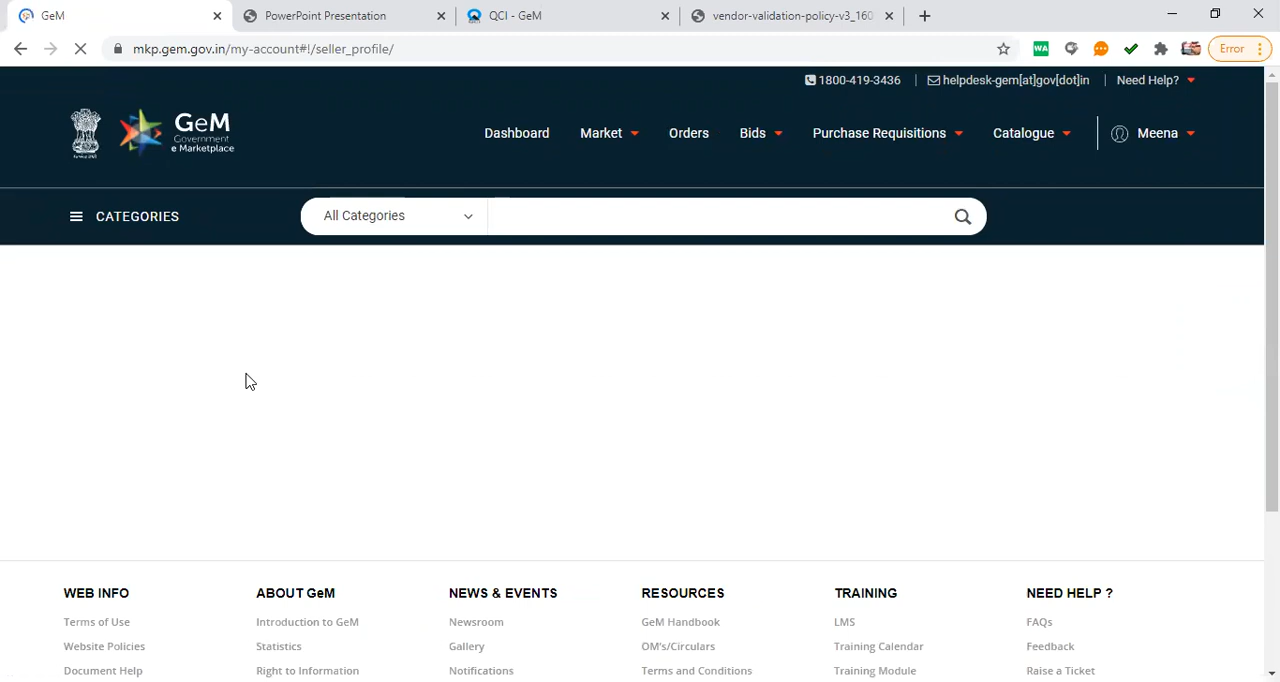 GeM
PowerPoint Presentation
QCI - GeM
vendor-validation-policy-v3_160
mkp.gem.gov.in/my-account#!/seller_profile/
WA
Error
1800-419-3436 | helpdesk-gem[at]gov[dot]in | Need Help?
GeM
Government
e Marketplace
Dashboard
Market
Orders
Bids
Purchase Requisitions
Catalogue
Meena
CATEGORIES
All Categories
WEB INFO
Terms of Use
Website Policies
Document Help
ABOUT GeM
Introduction to GeM
Statistics
Right to Information
NEWS & EVENTS
Newsroom
Gallery
Notifications
RESOURCES
GeM Handbook
OM's/Circulars
Terms and Conditions
TRAINING
LMS
Training Calendar
Training Module
NEED HELP ?
FAQs
Feedback
Raise a Ticket